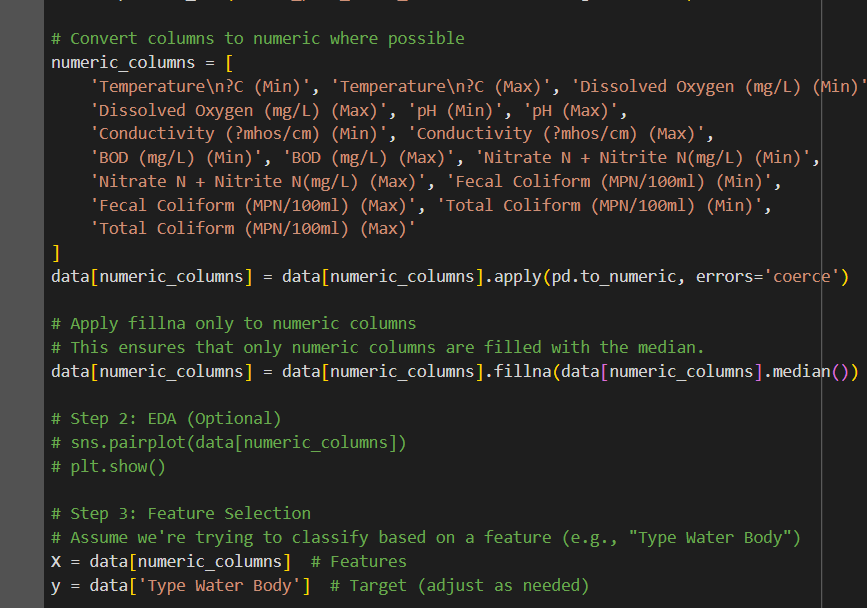 # Convert columns to numeric where possible
numeric_columns = [
    'Temperature\n?C (Min)', 'Temperature\n?C (Max)', 'Dissolved Oxygen (mg/L) (Min)'
    'Dissolved Oxygen (mg/L) (Max)', 'pH (Min)', 'pH (Max)',
    'Conductivity (?mhos/cm) (Min)', 'Conductivity (?mhos/cm) (Max)',
    'BOD (mg/L) (Min)', 'BOD (mg/L) (Max)', 'Nitrate N + Nitrite N(mg/L) (Min)',
    'Nitrate N + Nitrite N(mg/L) (Max)', 'Fecal Coliform (MPN/100ml) (Min)',
    'Fecal Coliform (MPN/100ml) (Max)', 'Total Coliform (MPN/100ml) (Min)',
    'Total Coliform (MPN/100ml) (Max)'
]
data[numeric_columns] = data[numeric_columns].apply(pd.to_numeric, errors='coerce')
# Apply fillna only to numeric columns
# This ensures that only numeric columns are filled with the median.
data[numeric_columns] = data[numeric_columns].fillna(data[numeric_columns].median())
# Step 2: EDA (Optional)
# sns.pairplot(data[numeric_columns])
# plt.show()
# Step 3: Feature Selection
# Assume we're trying to classify based on a feature (e.g., "Type Water Body")
X = data[numeric_columns]  # Features
y = data['Type Water Body']  # Target (adjust as needed)